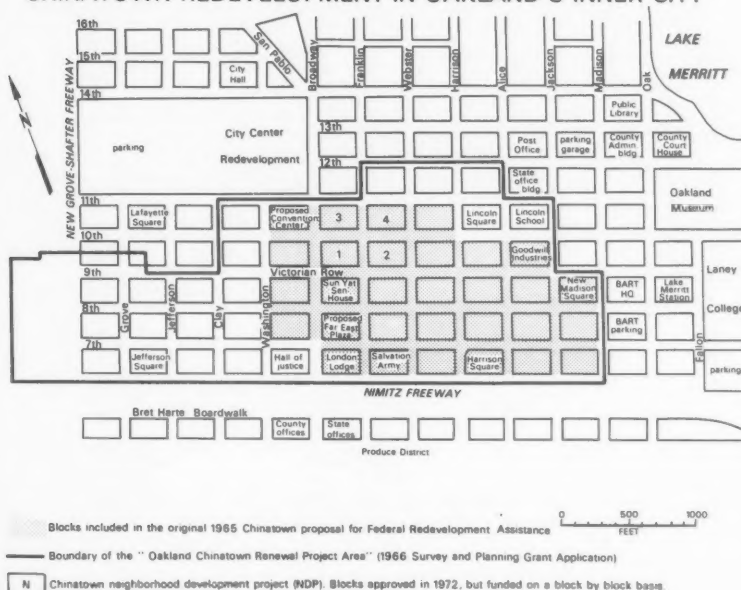 CHINATOWN REDEVELOPMENT IN OAKLAND'S INNER CITY
16th
15th
14th
San Pablo
City
Hall
Broadway
Franklin
Webster
Harrison
Alice
Jackson
Madison
Oak
LAKE
MERRITT
NEW GROVE-SHAFTER FREEWAY
N
parking
City Center
Redevelopment
13th
12th
Public
Library
Post
Office
parking
garage
County
Admin.
bldg
County
Court
House
State
office
bldg
Oakland
Museum
11th
Lafayette
Square
Proposed
Convention
Center
3
4
Lincoln
Square
Lincoln
School
10th
1
2
Goodwill
Industries
Victorian Row
9th
Sun Yat
Sen-
House
New
Madison
Square
BART
HQ
Lake
Merritt
Station
Laney
College
Grove
Jefferson
Clay
Washington
8th
Proposed
Far East
Plaza
BART
parking
Fallon
7th
Jefferson
Square
Hall of
justice
London
Lodge
Salvation
Army
Harrison
Square
parking
NIMITZ FREEWAY
Bret Harte Boardwalk
County
offices
State
offices
Produce District
Blocks included in the original 1965 Chinatown proposal for Federal Redevelopment Assistance
0 500 1000
FEET
Boundary of the " Oakland Chinatown Renewal Project Area" (1966 Survey and Planning Grant Application)
N Chinatown neighborhood development project (NDP). Blocks approved in 1972, but funded on a block by block basis.